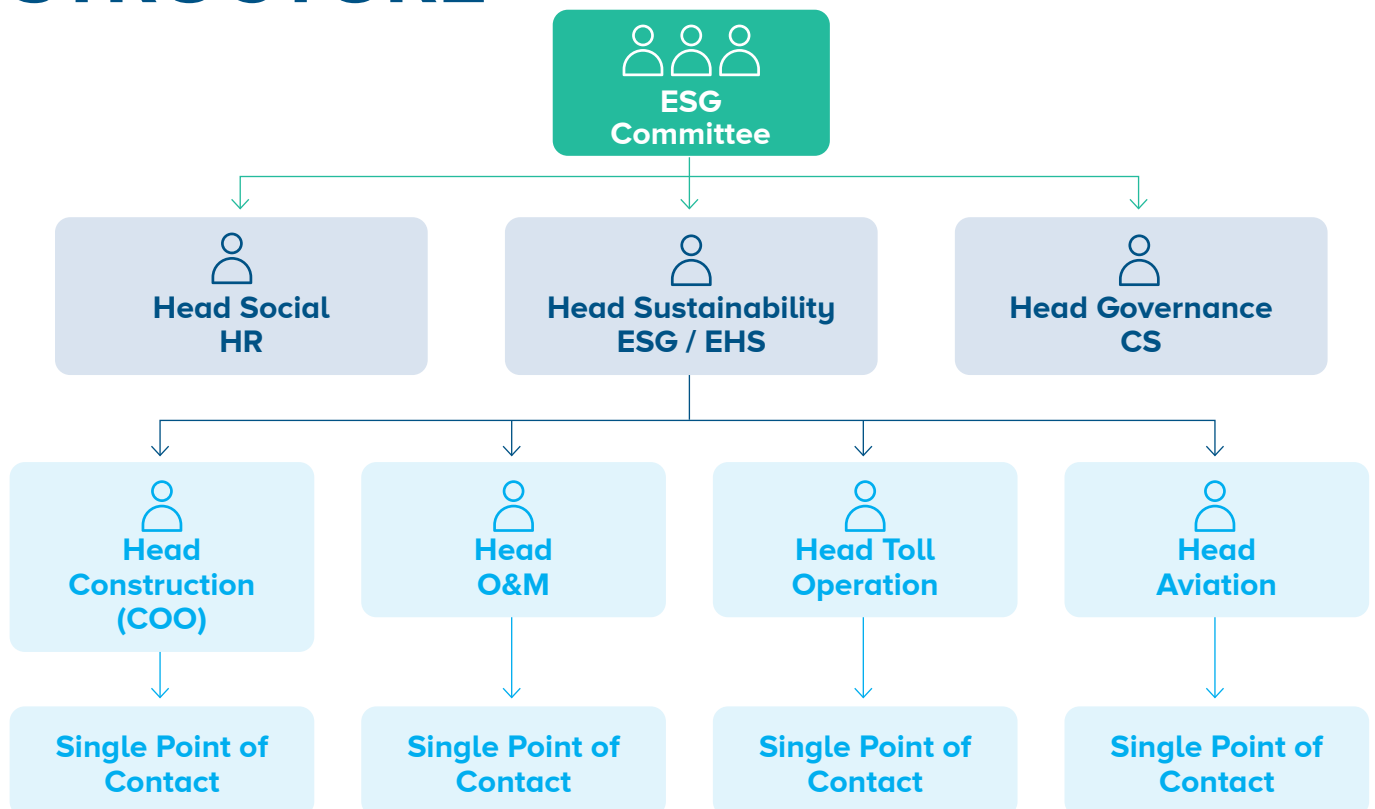 STRUCTURE
ESG
Committee
Head Social
HR
Head Sustainability
ESG / EHS
Head Governance
CS
Head
Construction
(COO)
Head
O&M
Head Toll
Operation
Head
Aviation
Single Point of
Contact
Single Point of
Contact
Single Point of
Contact
Single Point of
Contact